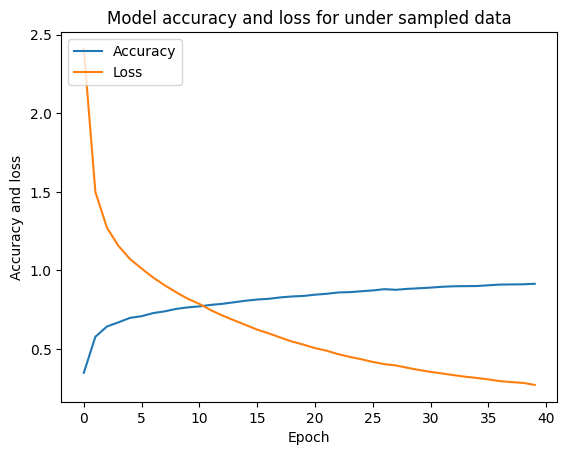 Model accuracy and loss for under sampled data
Accuracy
Loss
Accuracy and loss
2.5
2.0
1.5
1.0
0.5
0 5 10 15 20 25 30 35 40
Epoch